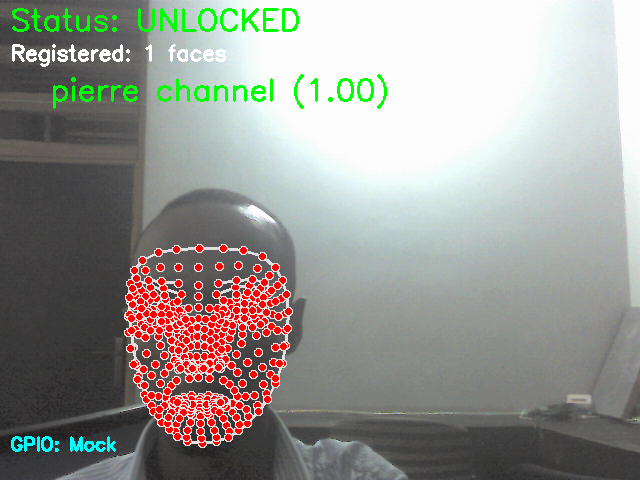 Status: UNLOCKED
Registered: 1 faces
pierre channel (1.00)
GPIO: Mock